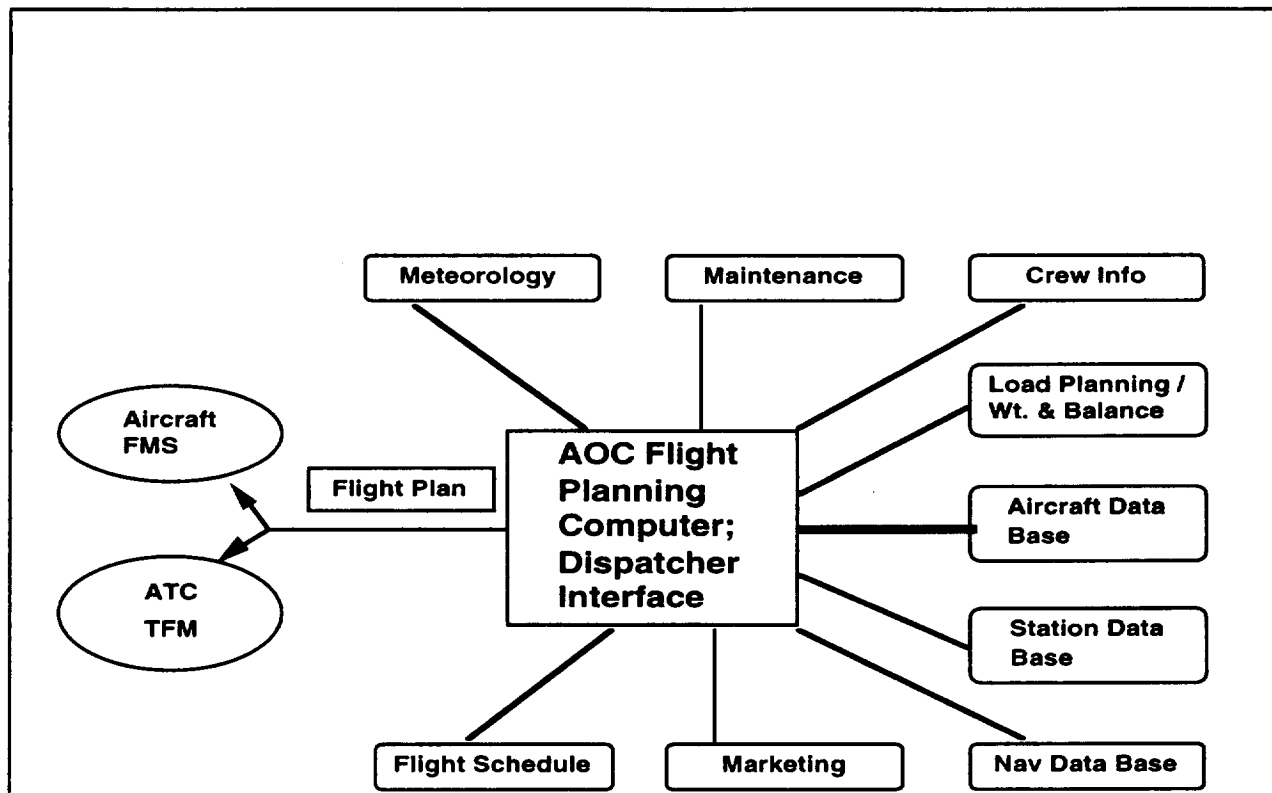 Meteorology
Maintenance
Crew Info
Load Planning /
Wt. & Balance
Aircraft
FMS
Flight Plan
AOC Flight
Planning
Computer;
Dispatcher
Interface
Aircraft Data
Base
ATC
TFM
Station Data
Base
Flight Schedule
Marketing
Nav Data Base